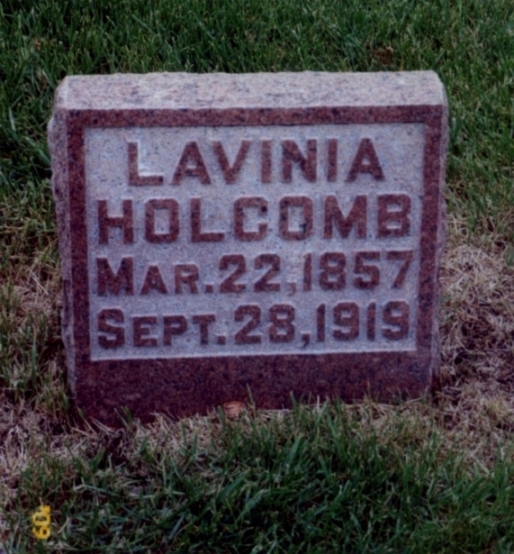 LAVINIA
HOLCOMB
MAR. 22, 1857
SEPT. 28, 1919